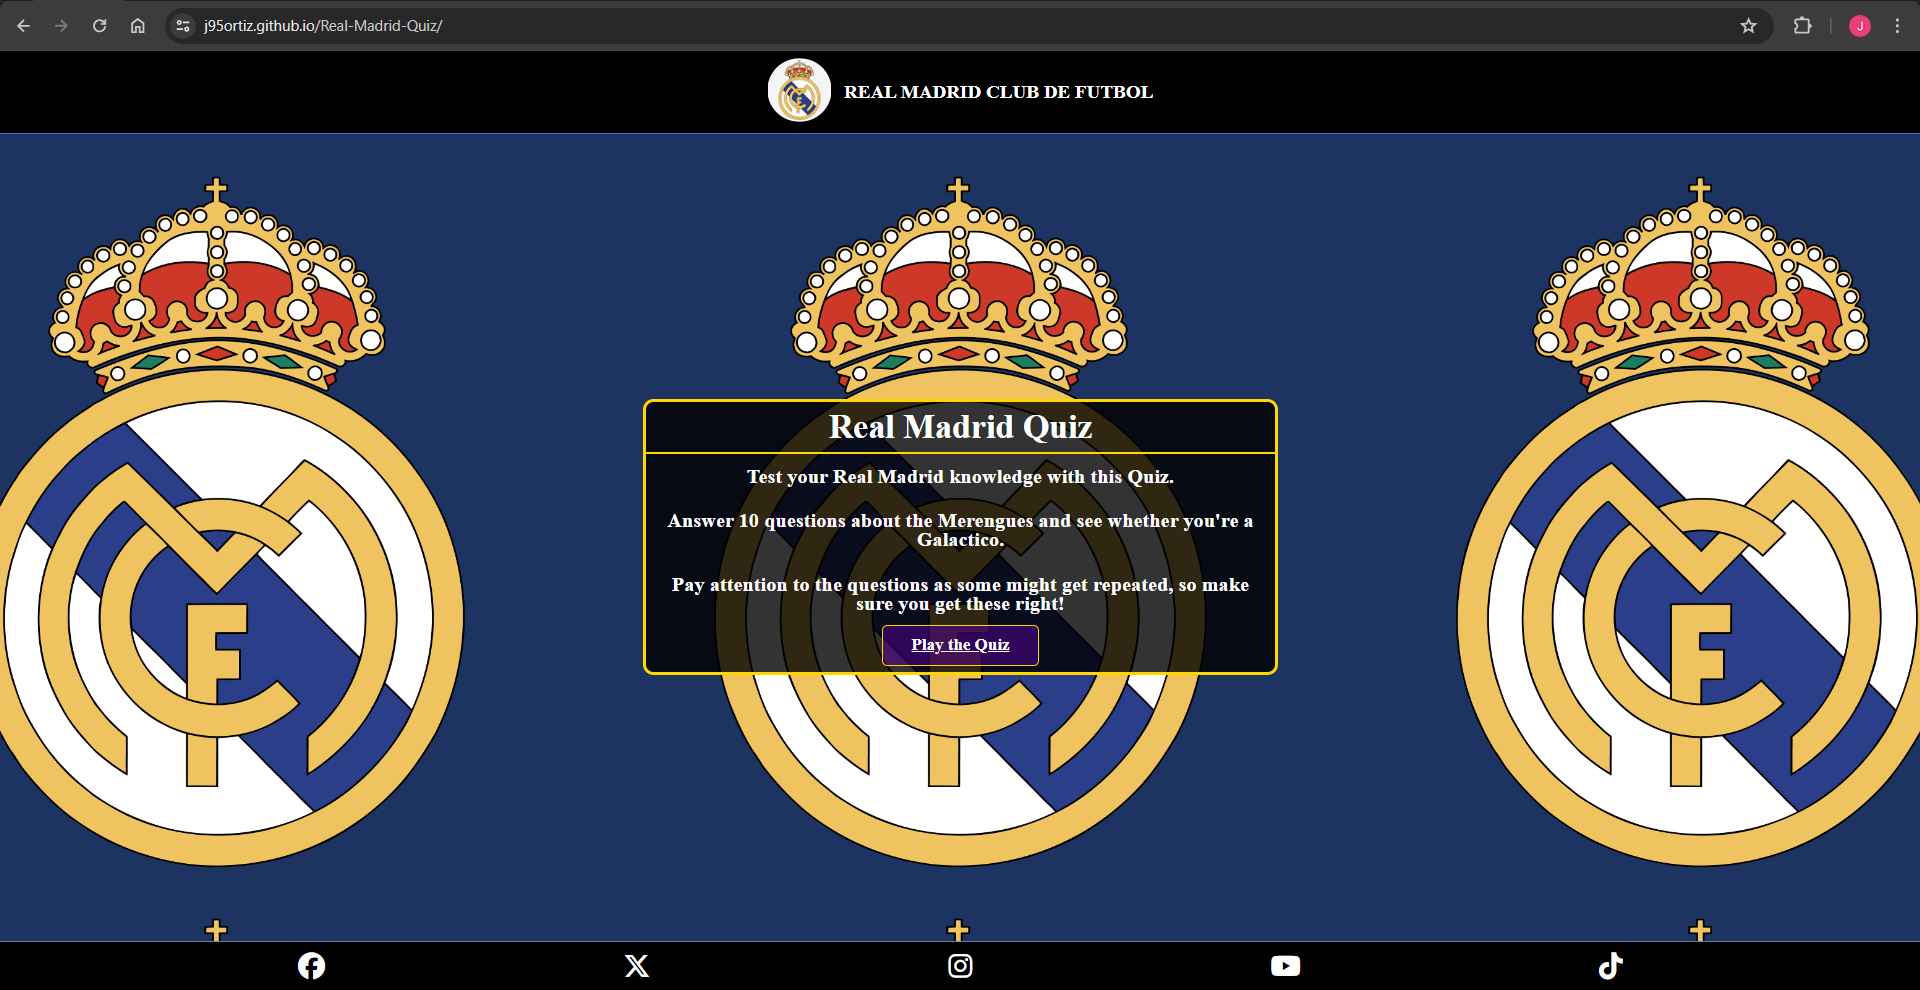 j95ortiz.github.io/Real-Madrid-Quiz/
J
REAL MADRID CLUB DE FUTBOL
Real Madrid Quiz
Test your Real Madrid knowledge with this Quiz.
Answer 10 questions about the Merengues and see whether you're a
Galactico.
Pay attention to the questions as some might get repeated, so make
sure you get these right!
Play the Quiz